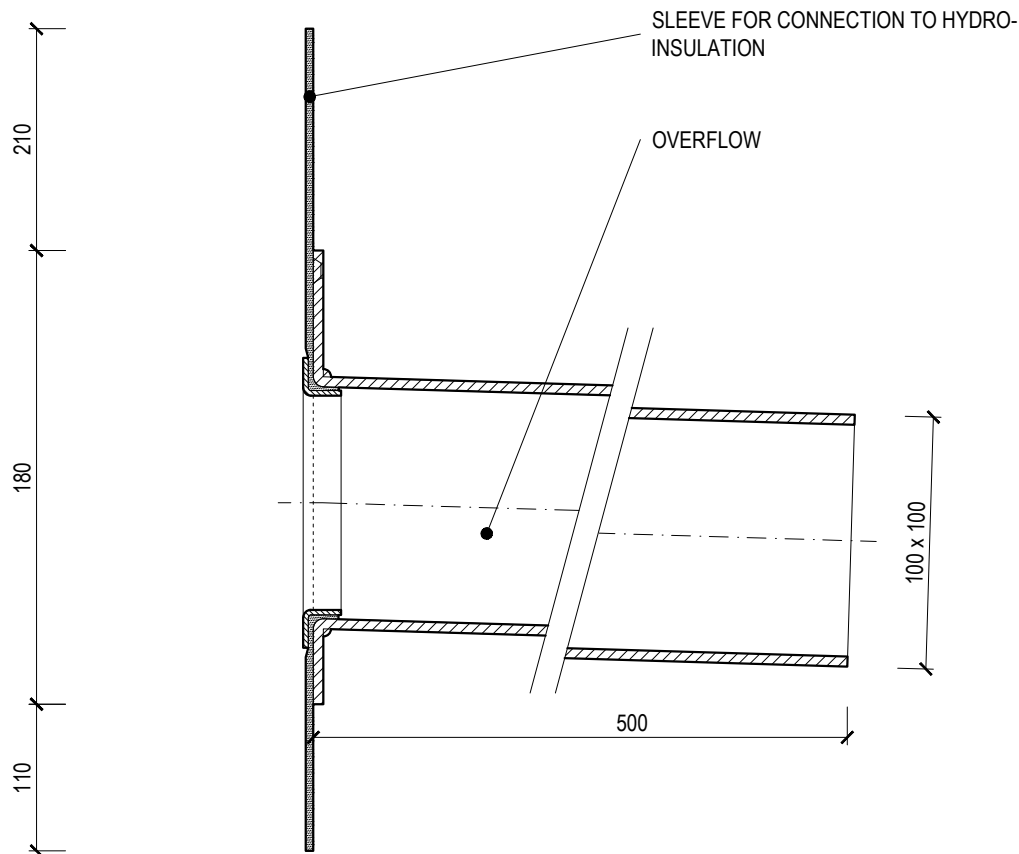 SLEEVE FOR CONNECTION TO HYDRO-
INSULATION
OVERFLOW
210
180
110
500
100 x 100